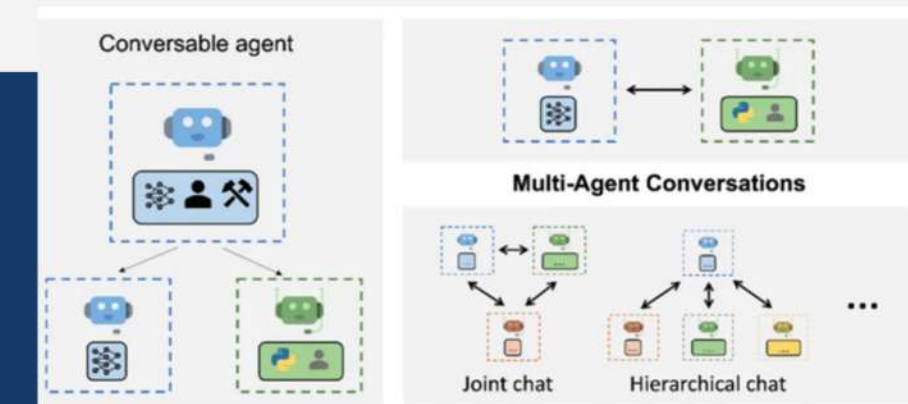 Conversable agent
Multi-Agent Conversations
Joint chat
Hierarchical chat
...